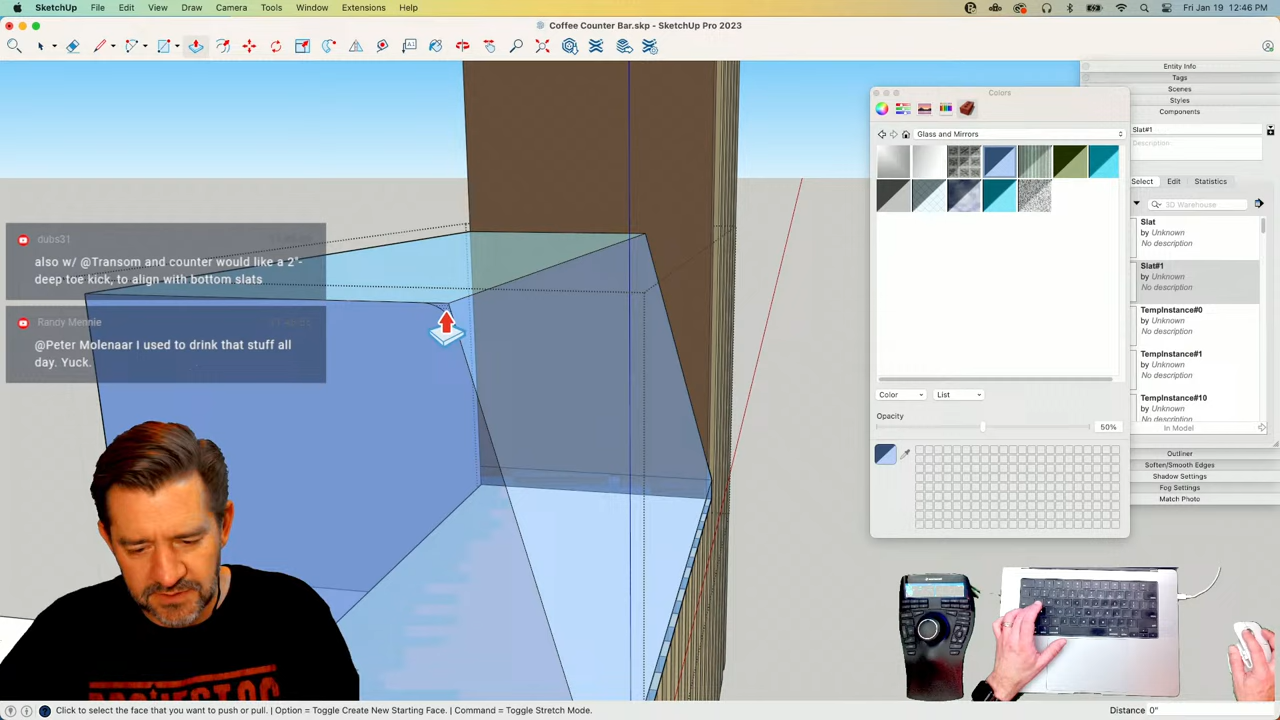 SketchUp File Edit View Draw Camera Tools Window Extensions Help
Fri Jan 19 12:46 PM
Coffee Counter Bar.skp - SketchUp Pro 2023
Entity Info
Tags
Scenes
Styles
Components
Colors
Glass and Mirrors
Slat#1
Description
Select Edit Statistics
3D Warehouse
Slat
by Unknown
No description
Slat#1
by Unknown
No description
TempInstance#0
by Unknown
No description
TempInstance#1
by Unknown
No description
TempInstance#10
by Unknown
No description
In Model
Color List
Opacity
50%
Outliner
Soften/Smooth Edges
Shadow Settings
Fog Settings
Match Photo
dubs31
also w/ @Transom and counter would like a 2"-
deep toe kick, to align with bottom slats
Randy Mennie
@Peter Molenaar I used to drink that stuff all
day. Yuck.
Click to select the face that you want to push or pull. | Option = Toggle Create New Starting Face. | Command = Toggle Stretch Mode.
Distance 0"